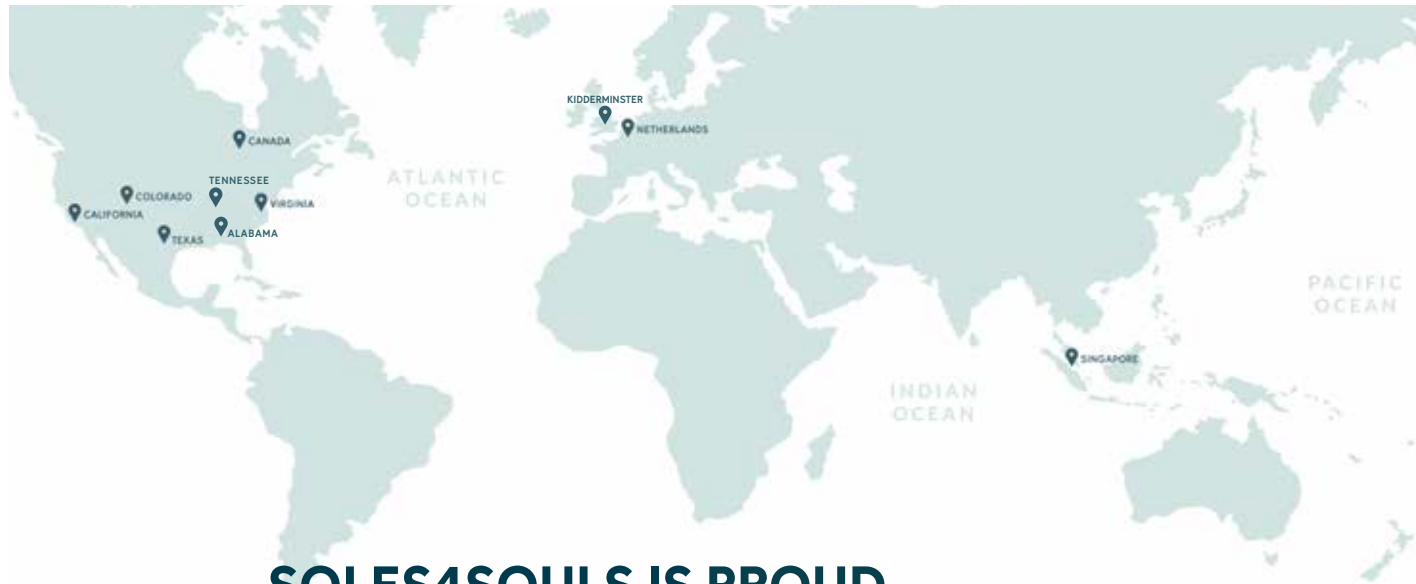 KIDDERMINSTER
NETHERLANDS
CANADA
ATLANTIC
OCEAN
TENNESSEE
COLORADO
VIRGINIA
CALIFORNIA
ALABAMA
TEXAS
PACIFIC
OCEAN
SINGAPORE
INDIAN
OCEAN
SOLES4SOULS IS PROUD